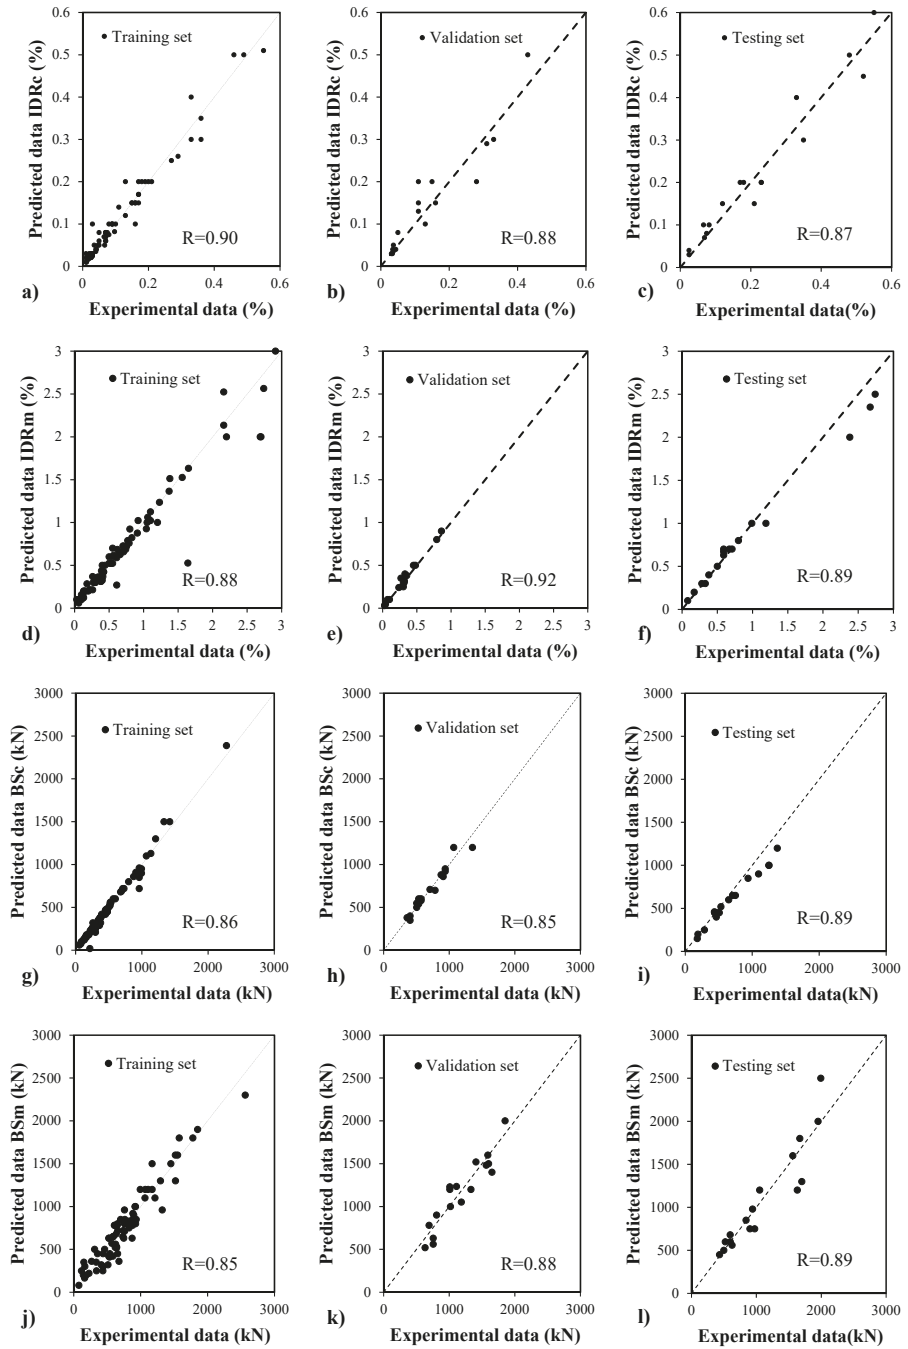 Predicted data IDRc (%)
0.6
0.5
0.4
0.3
0.2
0.1
0
Training set
R=0.90
0
0.2
0.4
0.6
a)
Experimental data (%)
Predicted data IDRc (%)
0.6
0.5
0.4
0.3
0.2
0.1
0
Validation set
R=0.88
0
0.2
0.4
0.6
b)
Experimental data (%)
Predicted data IDRc (%)
0.6
0.5
0.4
0.3
0.2
0.1
0
Testing set
R=0.87
0
0.2
0.4
0.6
c)
Experimental data(%)
Predicted data IDRm (%)
3
2.5
2
1.5
1
0.5
0
Training set
R=0.88
0
0.5
1
1.5
2
2.5
3
d)
Experimental data (%)
Predicted data IDRm (%)
3
2.5
2
1.5
1
0.5
0
Validation set
R=0.92
0
0.5
1
1.5
2
2.5
3
e)
Experimental data (%)
Predicted data IDRm (%)
3
2.5
2
1.5
1
0.5
0
Testing set
R=0.89
0
0.5
1
1.5
2
2.5
3
f)
Experimental data (%)
Predicted data BSc (kN)
3000
2500
2000
1500
1000
500
0
Training set
R=0.86
0
1000
2000
3000
g)
Experimental data (kN)
Predicted data BSc (kN)
3000
2500
2000
1500
1000
500
0
Validation set
R=0.85
0
1000
2000
3000
h)
Experimental data (kN)
Predicted data BSc (kN)
3000
2500
2000
1500
1000
500
0
Testing set
R=0.89
0
1000
2000
3000
i)
Experimental data(kN)
Predicted data BSm (kN)
3000
2500
2000
1500
1000
500
0
Training set
R=0.85
0
1000
2000
3000
j)
Experimental data (kN)
Predicted data BSm (kN)
3000
2500
2000
1500
1000
500
0
Validation set
R=0.88
0
1000
2000
3000
k)
Experimental data (kN)
Predicted data BSm (kN)
3000
2500
2000
1500
1000
500
0
Testing set
R=0.89
0
1000
2000
3000
l)
Experimental data(kN)